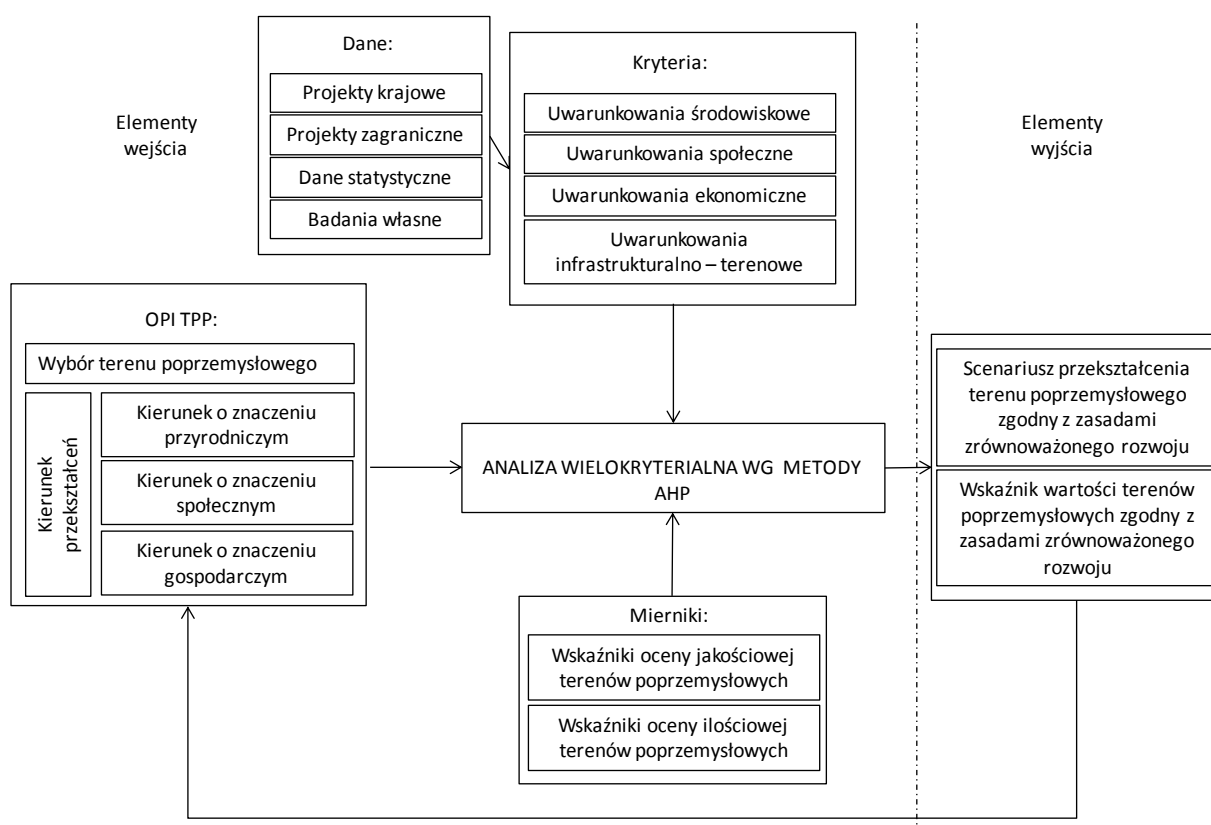 Elementy
wejścia
Dane:
Projekty krajowe
Projekty zagraniczne
Dane statystyczne
Badania własne
Kryteria:
Uwarunkowania środowiskowe
Uwarunkowania społeczne
Uwarunkowania ekonomiczne
Uwarunkowania
infrastrukturalno – terenowe
Elementy
wyjścia
OPI TPP:
Wybór terenu poprzemysłowego
Kierunek
przekształceń
Kierunek o znaczeniu
przyrodniczym
Kierunek o znaczeniu
społecznym
Kierunek o znaczeniu
gospodarczym
ANALIZA WIELOKRYTERIALNA WG METODY
AHP
Scenariusz przekształcenia
terenu poprzemysłowego
zgodny z zasadami
zrównoważonego rozwoju
Wskaźnik wartości terenów
poprzemysłowych zgodny z
zasadami zrównoważonego
rozwoju
Mierniki:
Wskaźniki oceny jakościowej
terenów poprzemysłowych
Wskaźniki oceny ilościowej
terenów poprzemysłowych